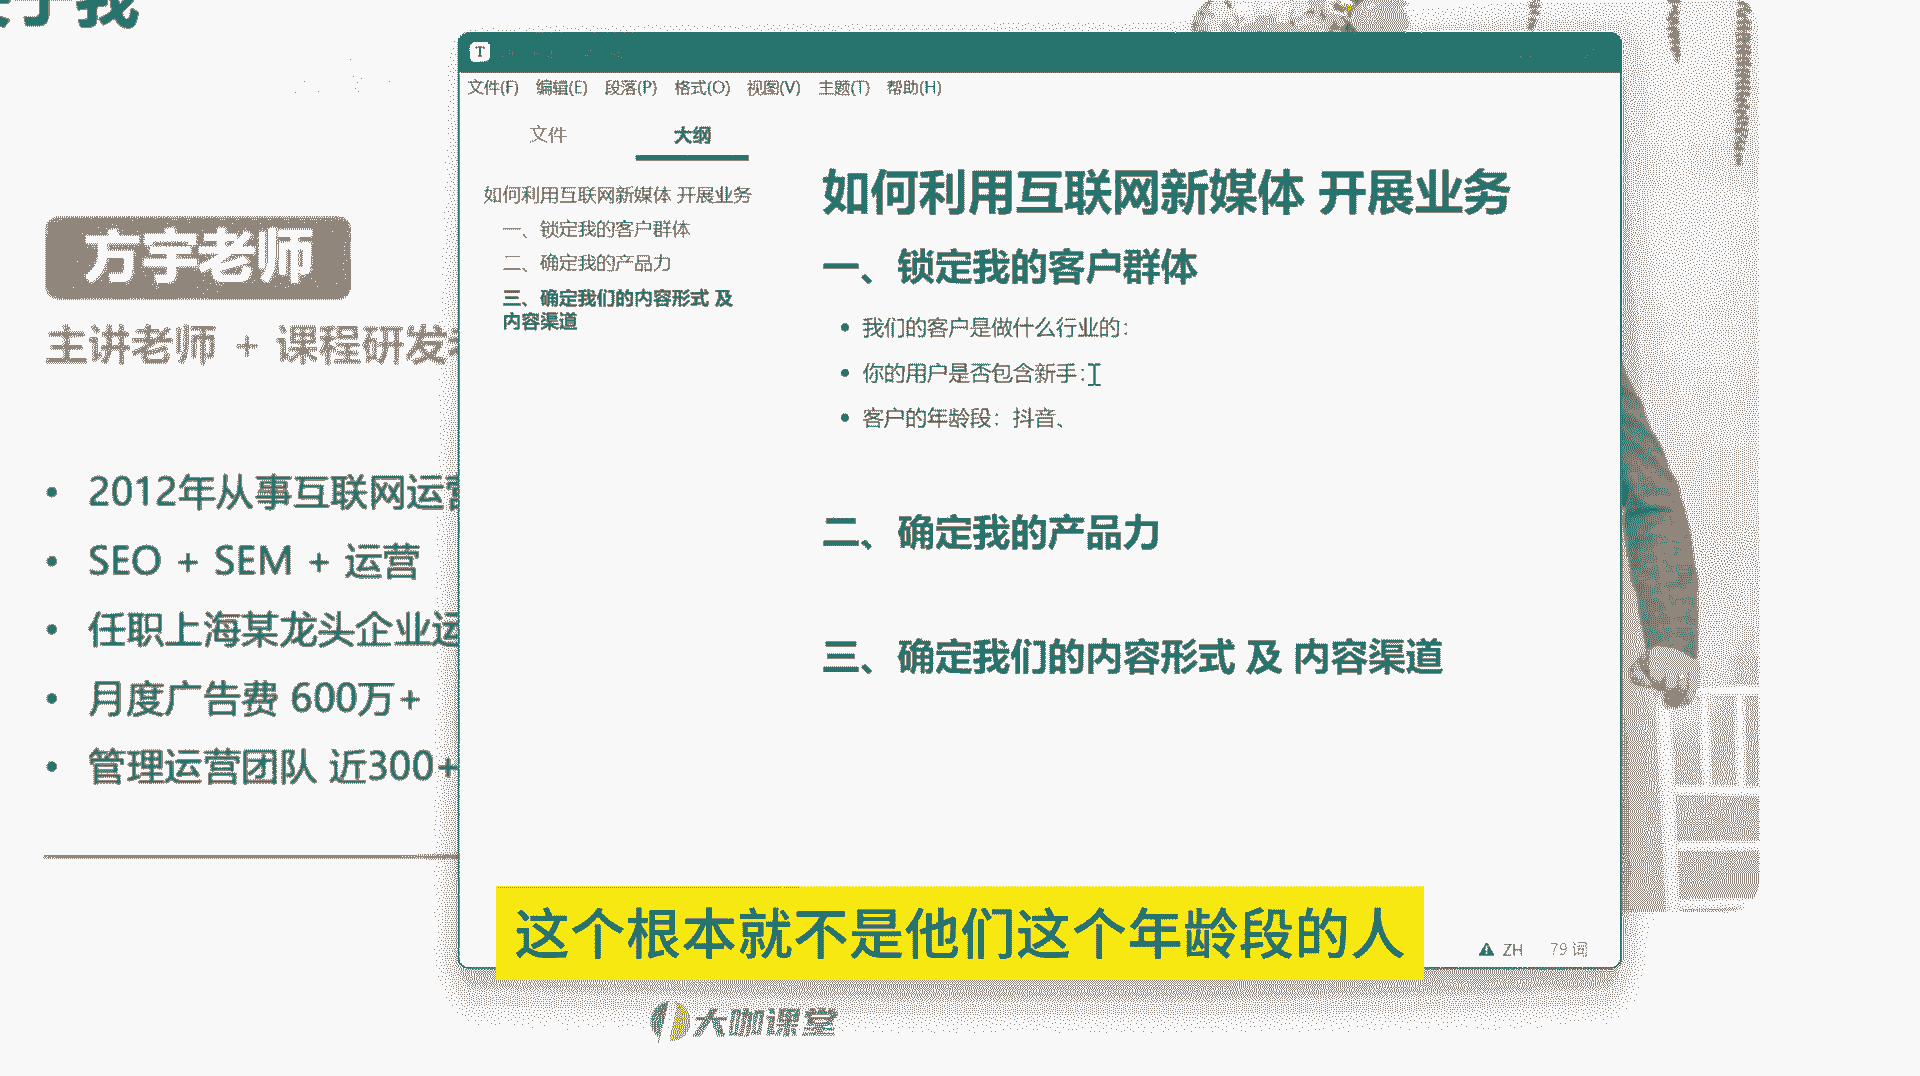 方宇老师
主讲老师 + 课程研发
2012年从事互联网运营
SEO + SEM + 运营
任职上海某龙头企业运
月度广告费 600万+
管理运营团队 近300+
T
文件(F) 编辑(E) 段落(P) 格式(O) 视图(V) 主题(T) 帮助(H)
文件 大纲
如何利用互联网新媒体 开展业务
一、锁定我的客户群体
二、确定我的产品力
三、确定我们的内容形式 及
内容渠道
如何利用互联网新媒体 开展业务
一、锁定我的客户群体
我们的客户是做什么行业的：
你的用户是否包含新手：
客户的年龄段：抖音、
二、确定我的产品力
三、确定我们的内容形式 及 内容渠道
这个根本就不是他们这个年龄段的人
ZH 79 词
大咖课堂